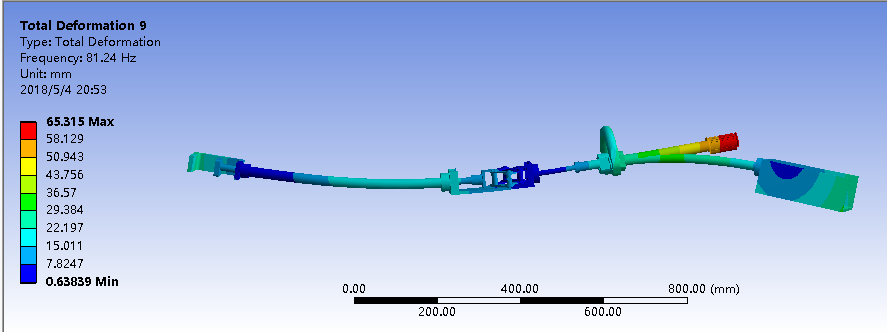 Total Deformation 9
Type: Total Deformation
Frequency: 81.24 Hz
Unit: mm
2018/5/4 20:53
65.315 Max
58.129
50.943
43.756
36.57
29.384
22.197
15.011
7.8247
0.63839 Min
0.00 400.00 800.00 (mm)
200.00 600.00